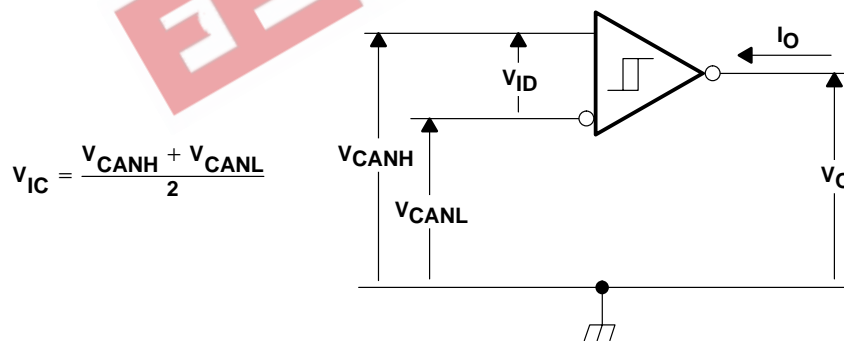 I_O
V_ID
V_CANH
V_IC = (V_CANH + V_CANL) / 2
V_CANL